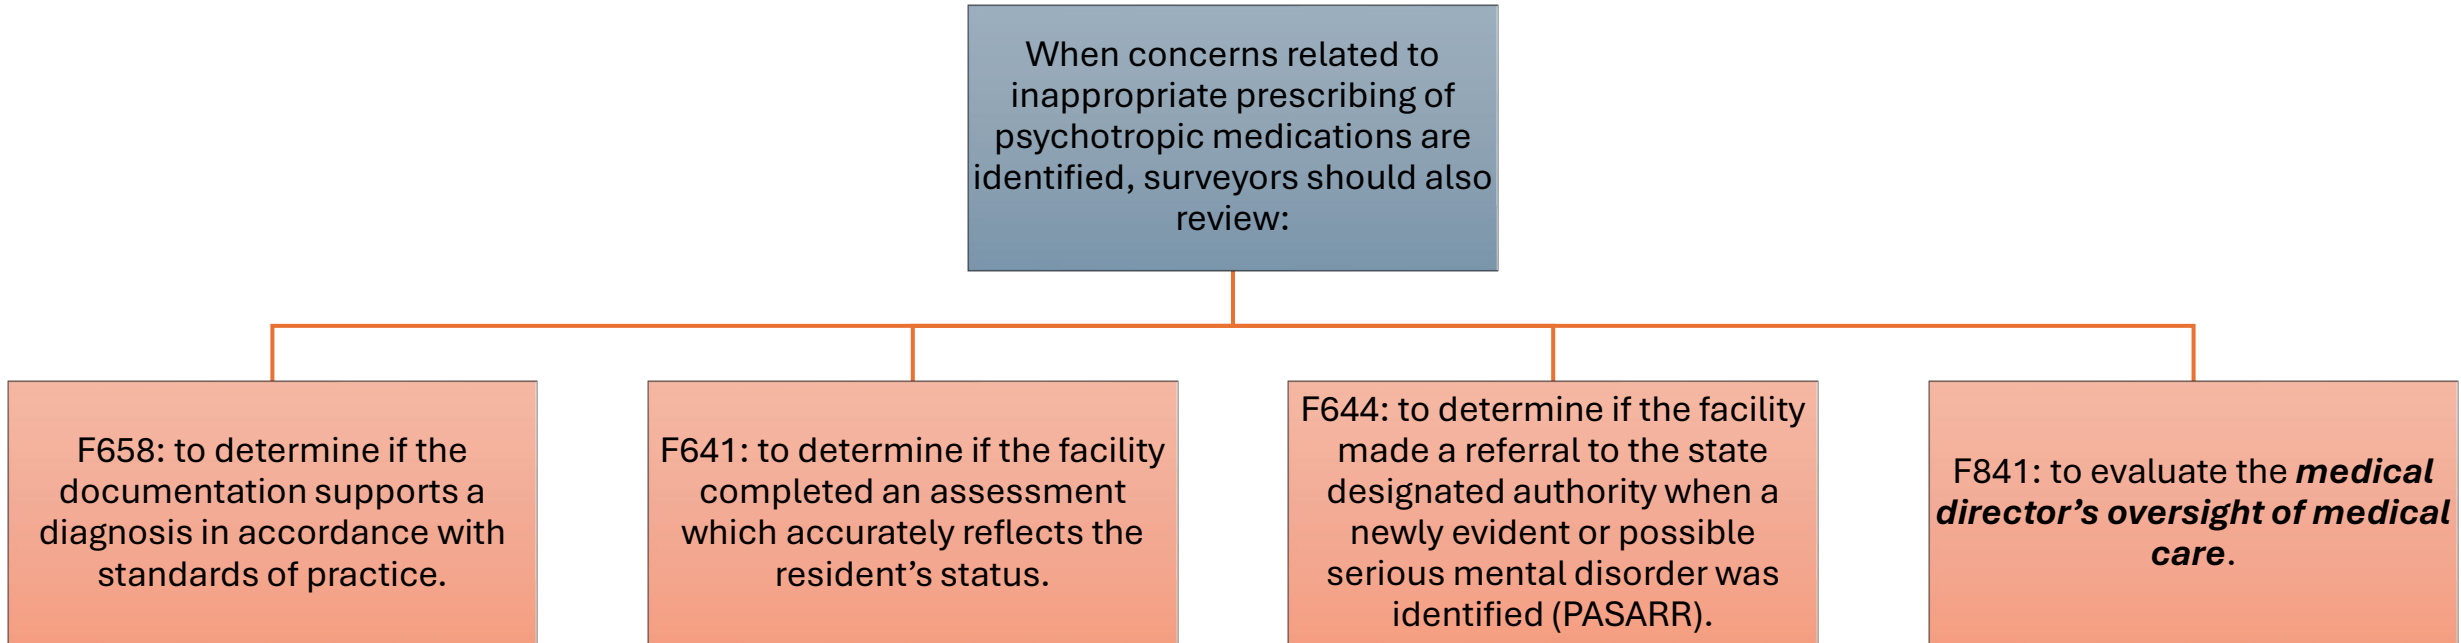 When concerns related to
inappropriate prescribing of
psychotropic medications are
identified, surveyors should also
review:
F658: to determine if the
documentation supports a
diagnosis in accordance with
standards of practice.
F641: to determine if the facility
completed an assessment
which accurately reflects the
resident’s status.
F644: to determine if the facility
made a referral to the state
designated authority when a
newly evident or possible
serious mental disorder was
identified (PASARR).
F841: to evaluate the medical
director’s oversight of medical
care.